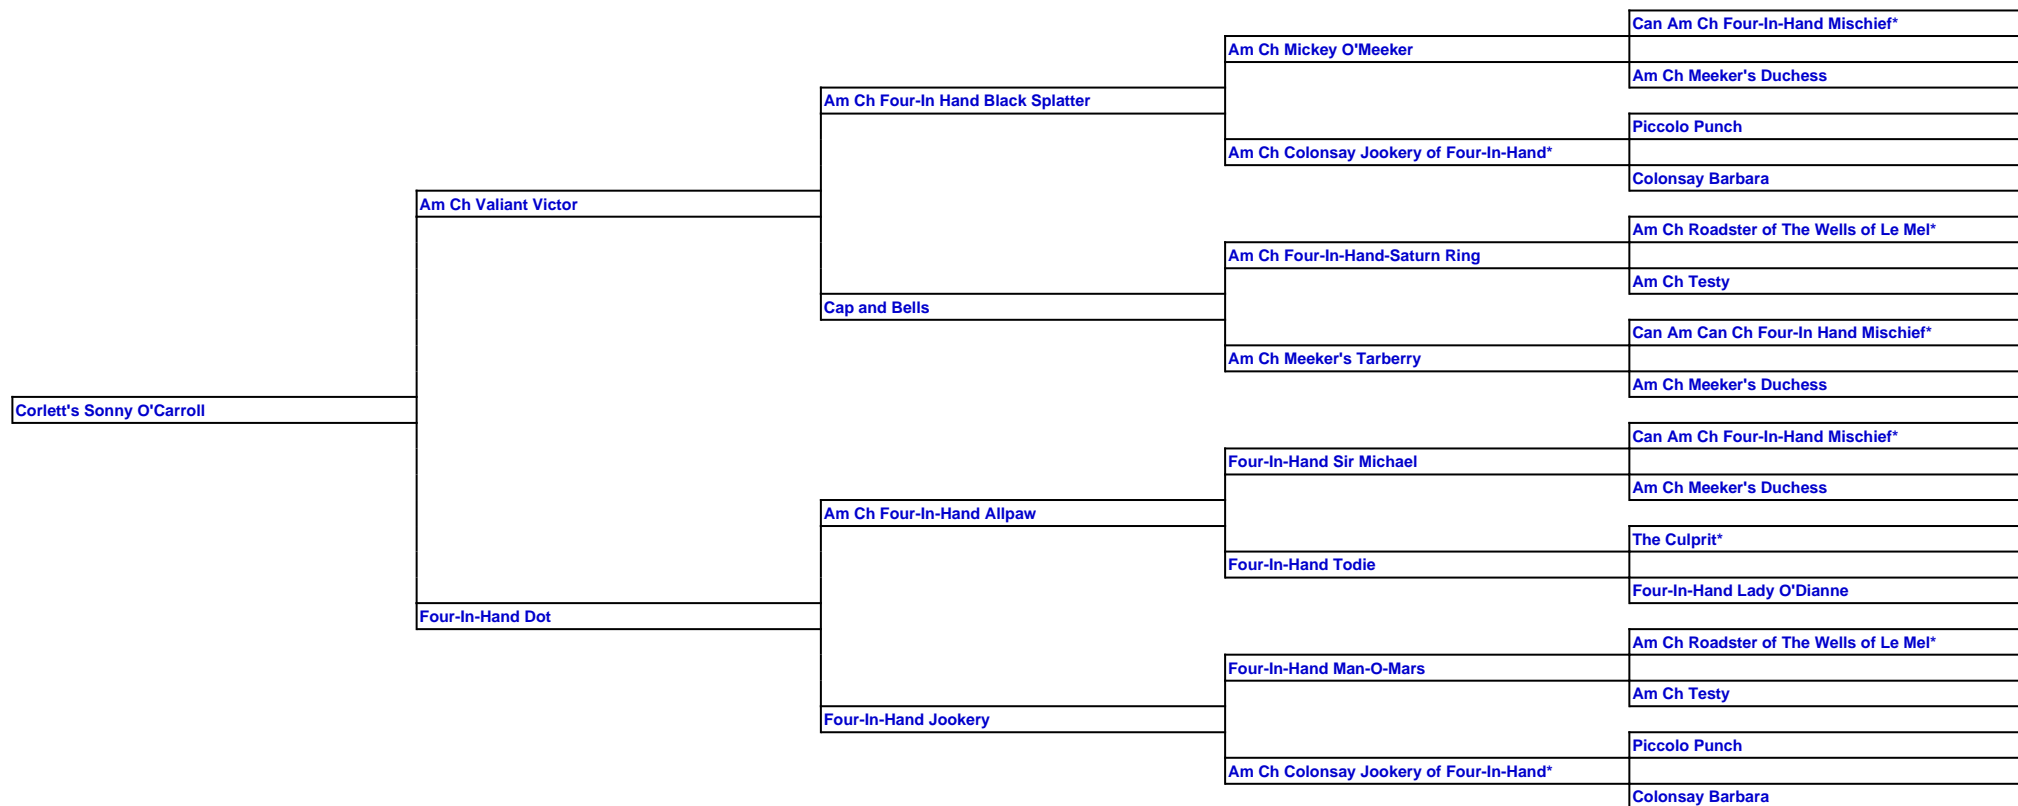 Can Am Ch Four-In-Hand Mischief*
Am Ch Mickey O'Meeker
Am Ch Meeker's Duchess
Am Ch Four-In Hand Black Splatter
Piccolo Punch
Am Ch Colonsay Jookery of Four-In-Hand*
Colonsay Barbara
Am Ch Valiant Victor
Am Ch Roadster of The Wells of Le Mel*
Am Ch Four-In-Hand-Saturn Ring
Am Ch Testy
Cap and Bells
Can Am Can Ch Four-In Hand Mischief*
Am Ch Meeker's Tarberry
Am Ch Meeker's Duchess
Corlett's Sonny O'Carroll
Can Am Ch Four-In-Hand Mischief*
Four-In-Hand Sir Michael
Am Ch Meeker's Duchess
Am Ch Four-In-Hand Allpaw
The Culprit*
Four-In-Hand Todie
Four-In-Hand Lady O'Dianne
Four-In-Hand Dot
Am Ch Roadster of The Wells of Le Mel*
Four-In-Hand Man-O-Mars
Am Ch Testy
Four-In-Hand Jookery
Piccolo Punch
Am Ch Colonsay Jookery of Four-In-Hand*
Colonsay Barbara